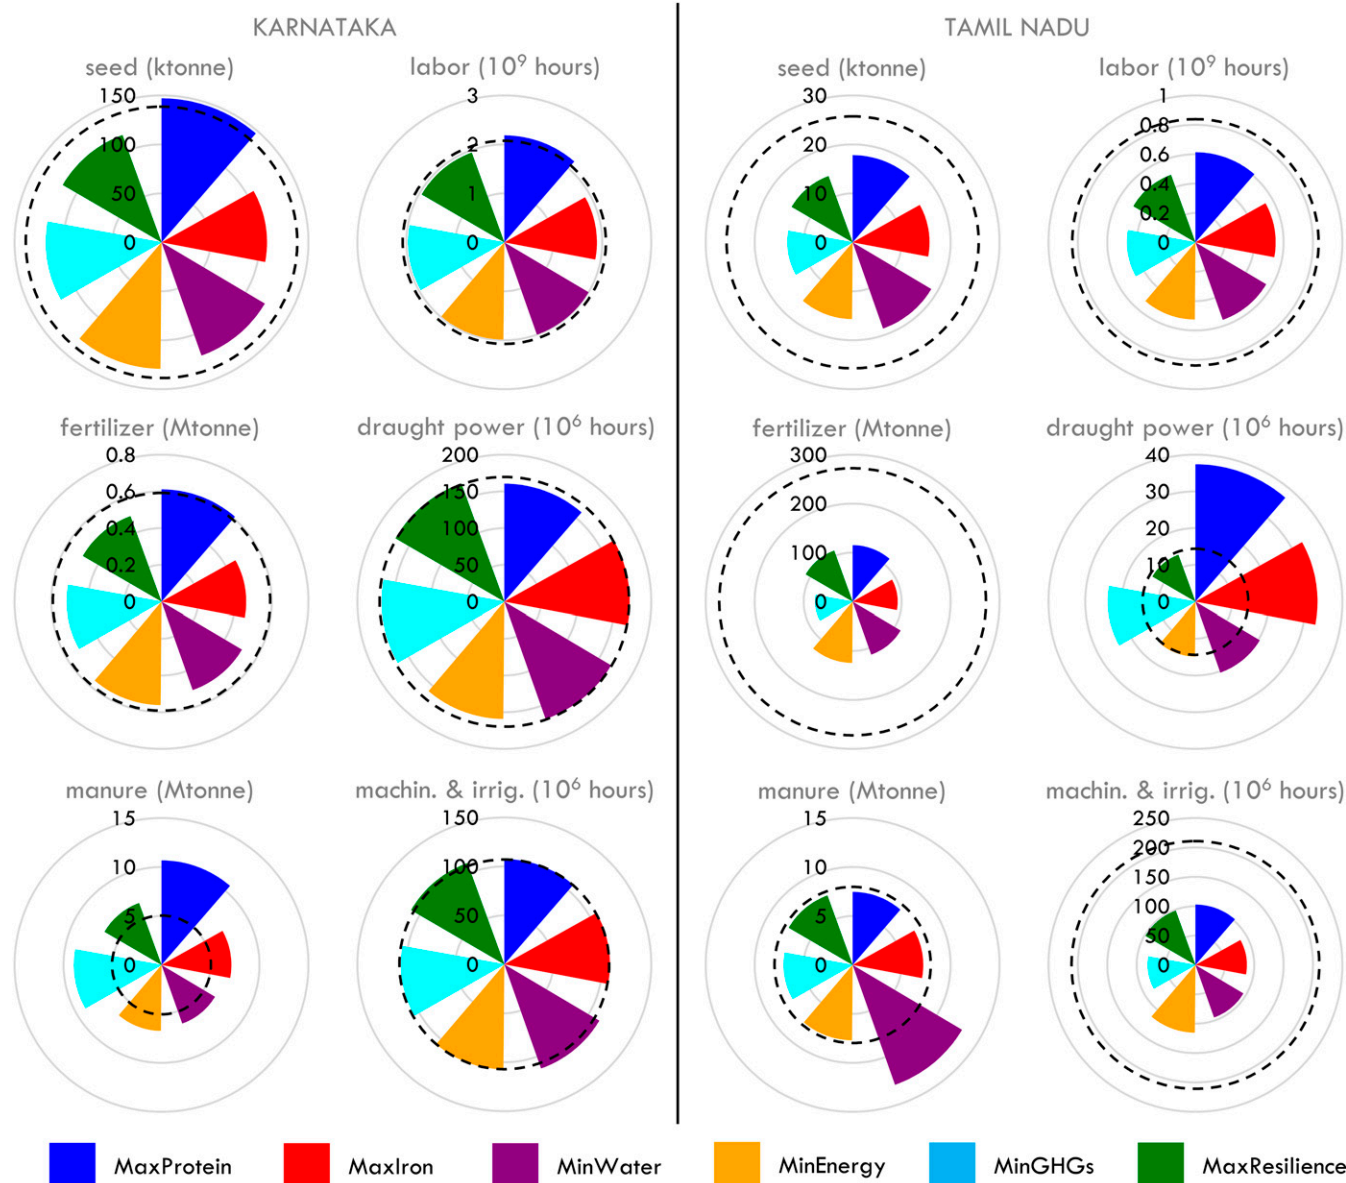 KARNATAKA
TAMIL NADU
seed (ktonne)
labor (10⁹ hours)
seed (ktonne)
labor (10⁹ hours)
150
100
50
0
3
2
1
0
30
20
10
0
1
0.8
0.6
0.4
0.2
0
fertilizer (Mtonne)
draught power (10⁶ hours)
fertilizer (Mtonne)
draught power (10⁶ hours)
0.8
0.6
0.4
0.2
0
200
150
100
50
0
300
200
100
0
40
30
20
10
0
manure (Mtonne)
machin. & irrig. (10⁶ hours)
manure (Mtonne)
machin. & irrig. (10⁶ hours)
15
10
5
0
150
100
50
0
15
10
5
0
250
200
150
100
50
0
MaxProtein
MaxIron
MinWater
MinEnergy
MinGHGs
MaxResilience